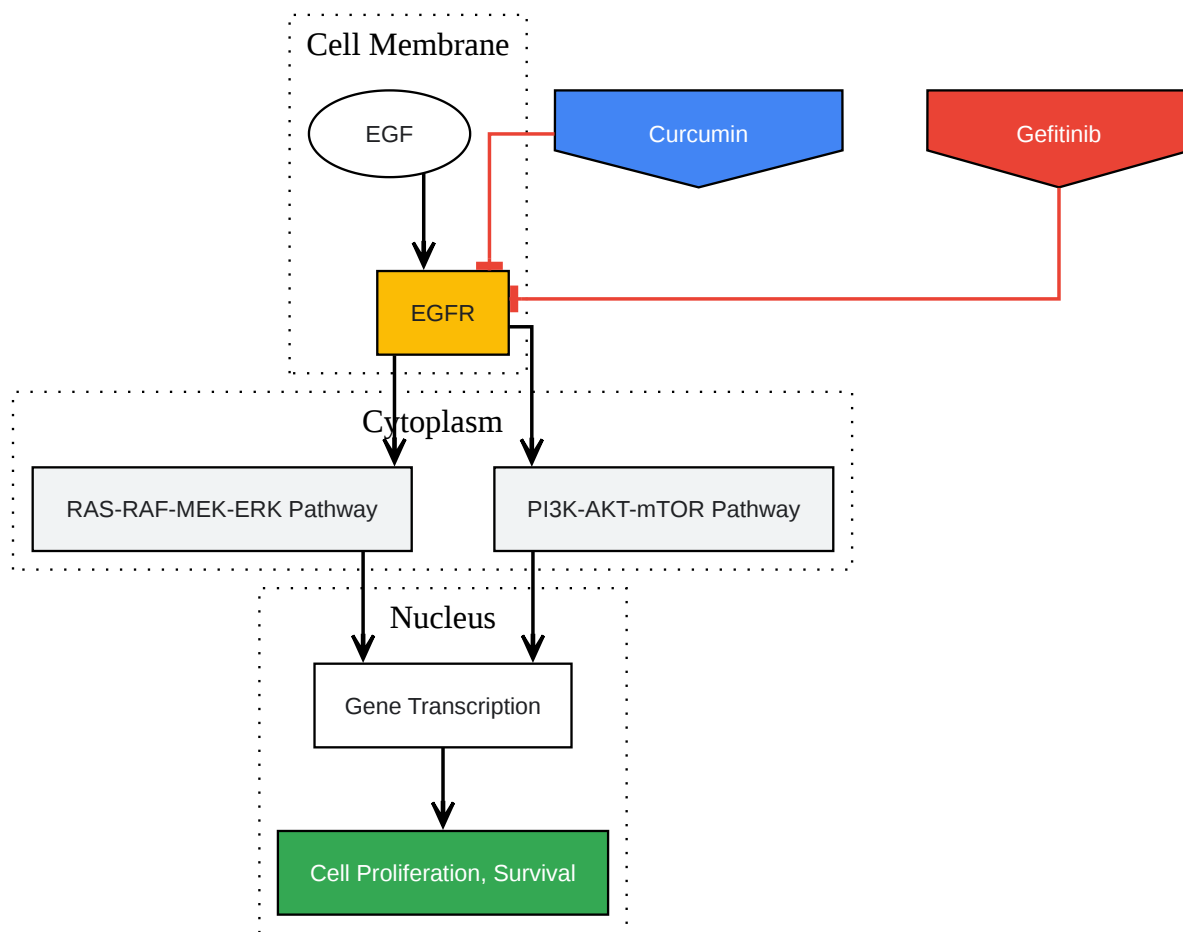 Cell Membrane
EGF
Curcumin
Gefitinib
EGFR
Cytoplasm
RAS-RAF-MEK-ERK Pathway
PI3K-AKT-mTOR Pathway
Nucleus
Gene Transcription
Cell Proliferation, Survival